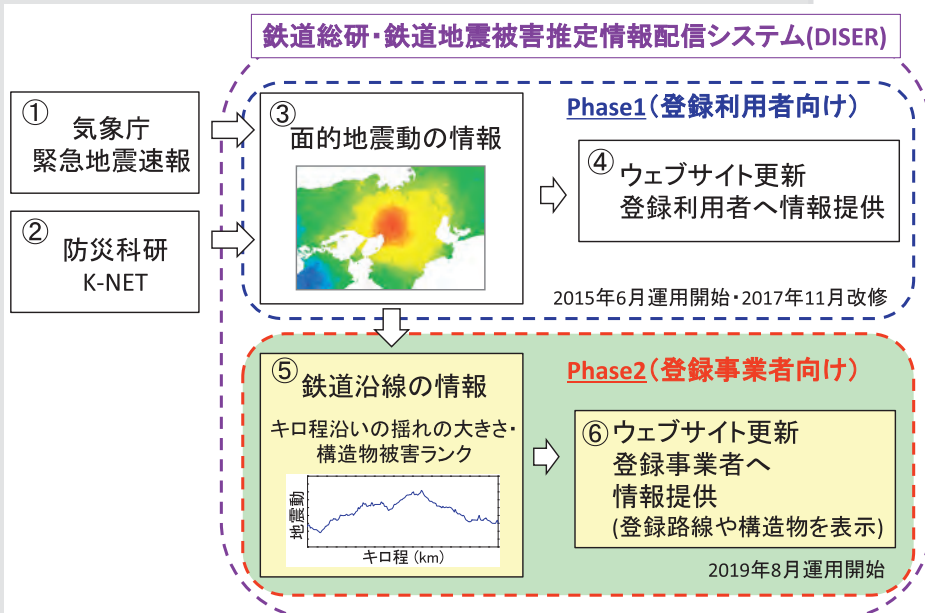 鉄道総研・鉄道地震被害推定情報配信システム(DISER)
①
気象庁
緊急地震速報
②
防災科研
K-NET
③
面的地震動の情報
Phase1(登録利用者向け)
④
ウェブサイト更新
登録利用者へ情報提供
2015年6月運用開始・2017年11月改修
⑤
鉄道沿線の情報
キロ程沿いの揺れの大きさ・
構造物被害ランク
地震動
キロ程 (km)
Phase2(登録事業者向け)
⑥ウェブサイト更新
登録事業者へ
情報提供
(登録路線や構造物を表示)
2019年8月運用開始